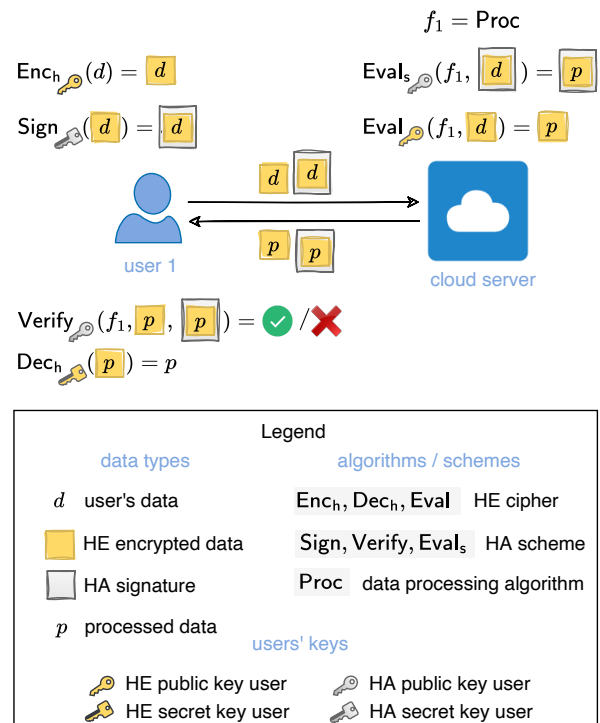 f₁ = Proc
Encₕ(d) = d
Evalₛ(f₁, d) = p
Sign(d) = d
Eval(f₁, d) = p
d d
p p
user 1
cloud server
Verify(f₁, p, p) = /
Decₕ(p) = p
Legend
data types
algorithms / schemes
d user's data
Encₕ, Decₕ, Eval HE cipher
HE encrypted data
Sign, Verify, Evalₛ HA scheme
HA signature
Proc data processing algorithm
p processed data
users' keys
HE public key user
HA public key user
HE secret key user
HA secret key user